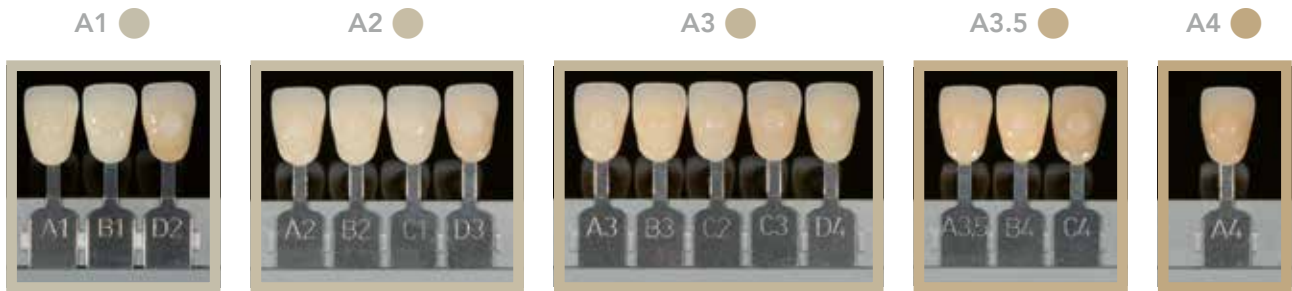 A1 A2 A3 A3.5 A4
A1 B1 D2 A2 B2 C1 D3 A3 B3 C2 C3 D4 A3.5 B4 C4 A4